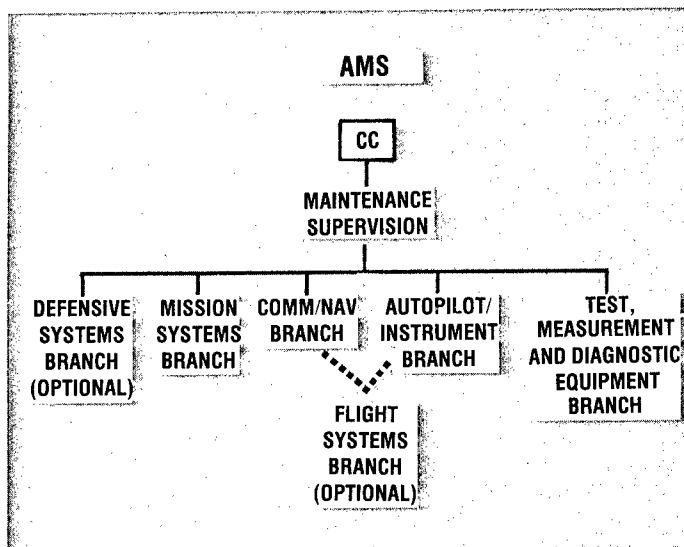 AMS
CC
MAINTENANCE
SUPERVISION
DEFENSIVE
SYSTEMS
BRANCH
(OPTIONAL)
MISSION
SYSTEMS
BRANCH
COMM/NAV
BRANCH
AUTOPILOT/
INSTRUMENT
BRANCH
TEST,
MEASUREMENT
AND DIAGNOSTIC
EQUIPMENT
BRANCH
FLIGHT
SYSTEMS
BRANCH
(OPTIONAL)